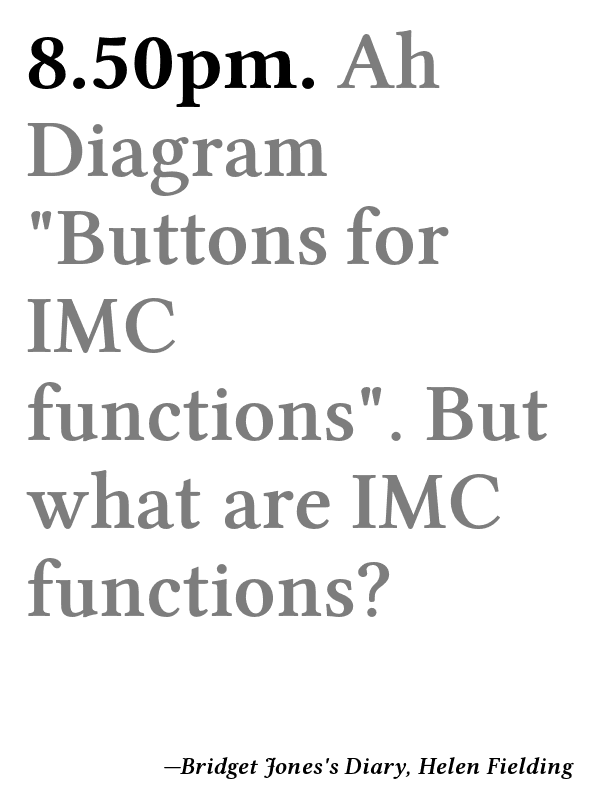 8.50pm. Ah
Diagram
"Buttons for
IMC
functions". But
what are IMC
functions?
—Bridget Jones's Diary, Helen Fielding